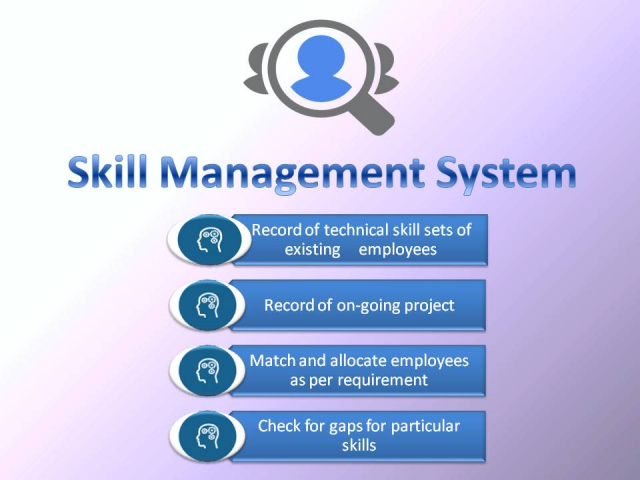 Skill Management System
Record of technical skill sets of
existing employees
Record of on-going project
Match and allocate employees
as per requirement
Check for gaps for particular
skills